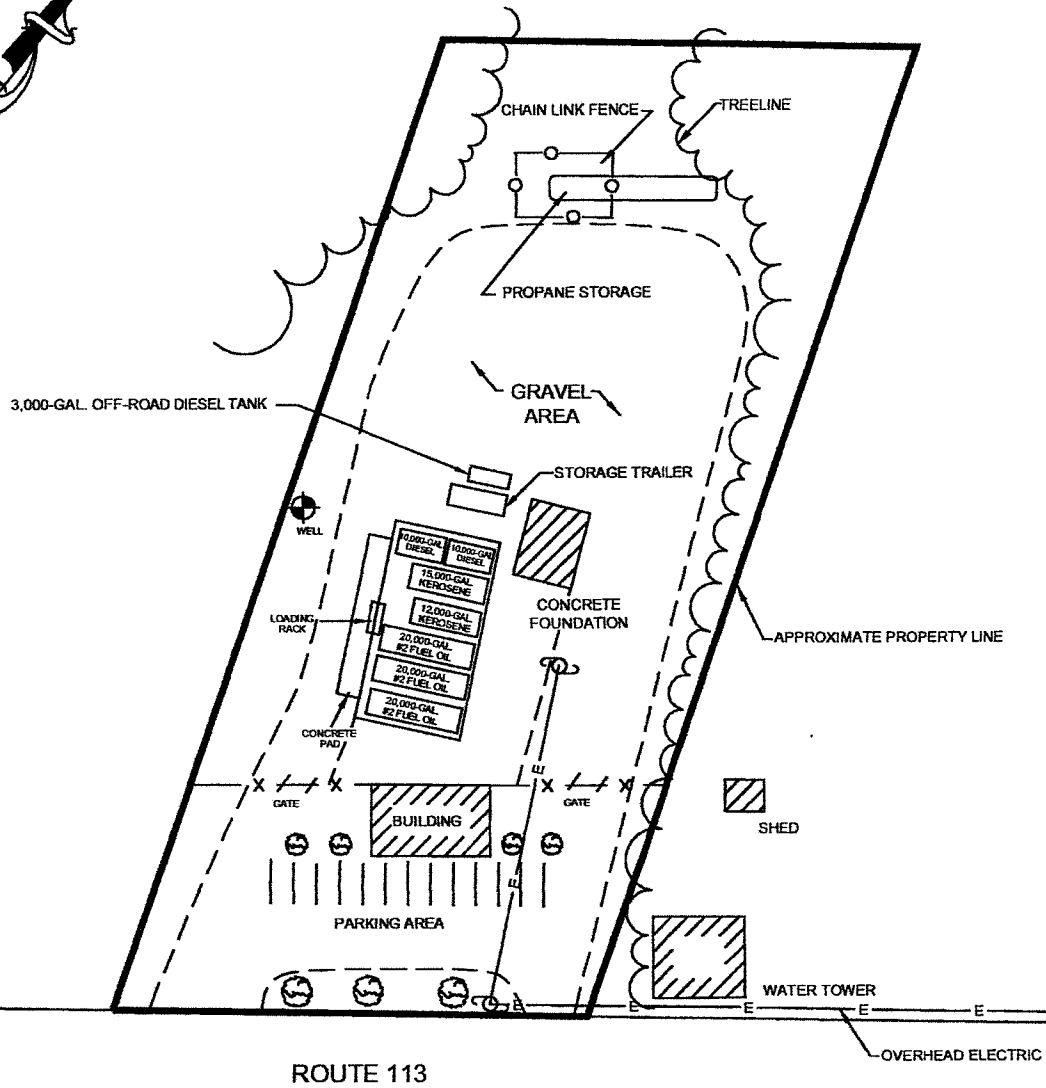 CHAIN LINK FENCE
TREELINE
PROPANE STORAGE
GRAVEL
AREA
3,000-GAL. OFF-ROAD DIESEL TANK
STORAGE TRAILER
WELL
10,000-GAL.
DIESEL
10,000-GAL.
DIESEL
15,000-GAL.
KEROSENE
12,000-GAL.
KEROSENE
20,000-GAL.
#2 FUEL OIL
20,000-GAL.
#2 FUEL OIL
20,000-GAL.
#2 FUEL OIL
CONCRETE
FOUNDATION
LOADING
RACK
APPROXIMATE PROPERTY LINE
CONCRETE
PAD
E
X
X
X
X
GATE
GATE
BUILDING
SHED
E
PARKING AREA
WATER TOWER
E
E
E
E
E
OVERHEAD ELECTRIC
ROUTE 113